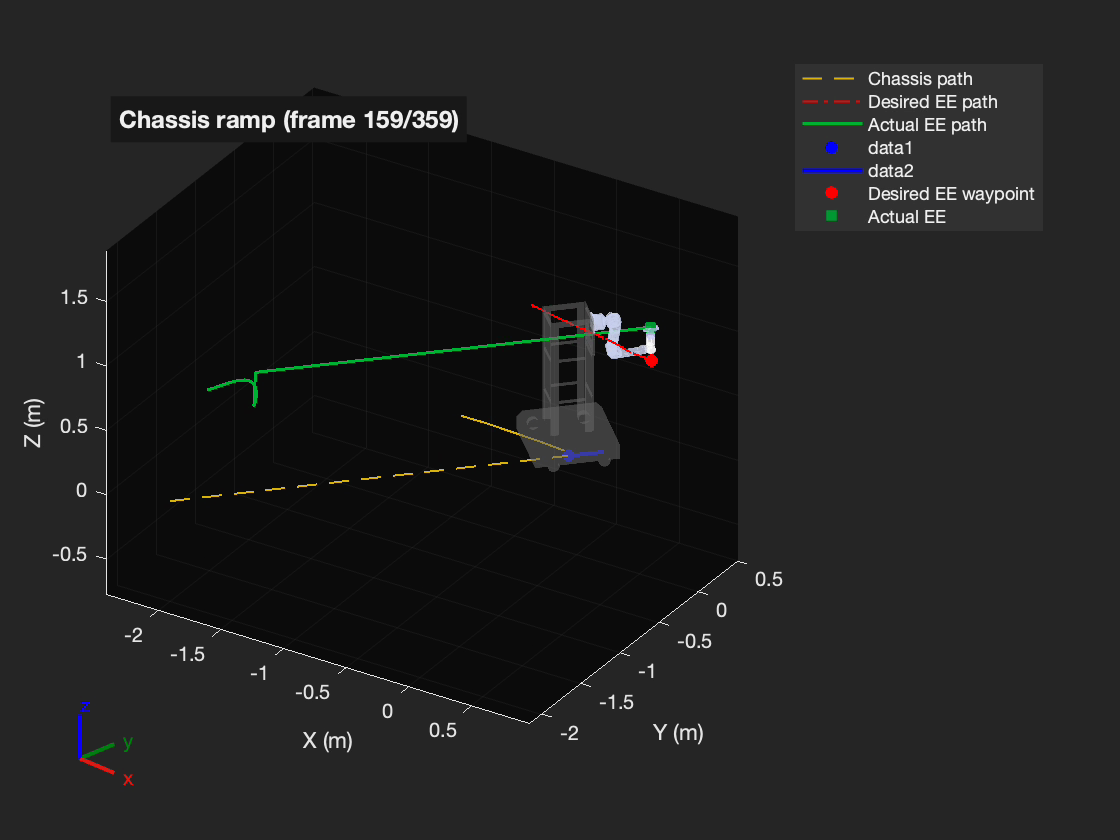 Chassis ramp (frame 159/359)
Chassis path
Desired EE path
Actual EE path
data1
data2
Desired EE waypoint
Actual EE
Z (m)
1.5
1
0.5
0
-0.5
-2
-1.5
-1
-0.5
0
0.5
X (m)
0.5
0
-0.5
-1
-1.5
-2
Y (m)
z
y
x